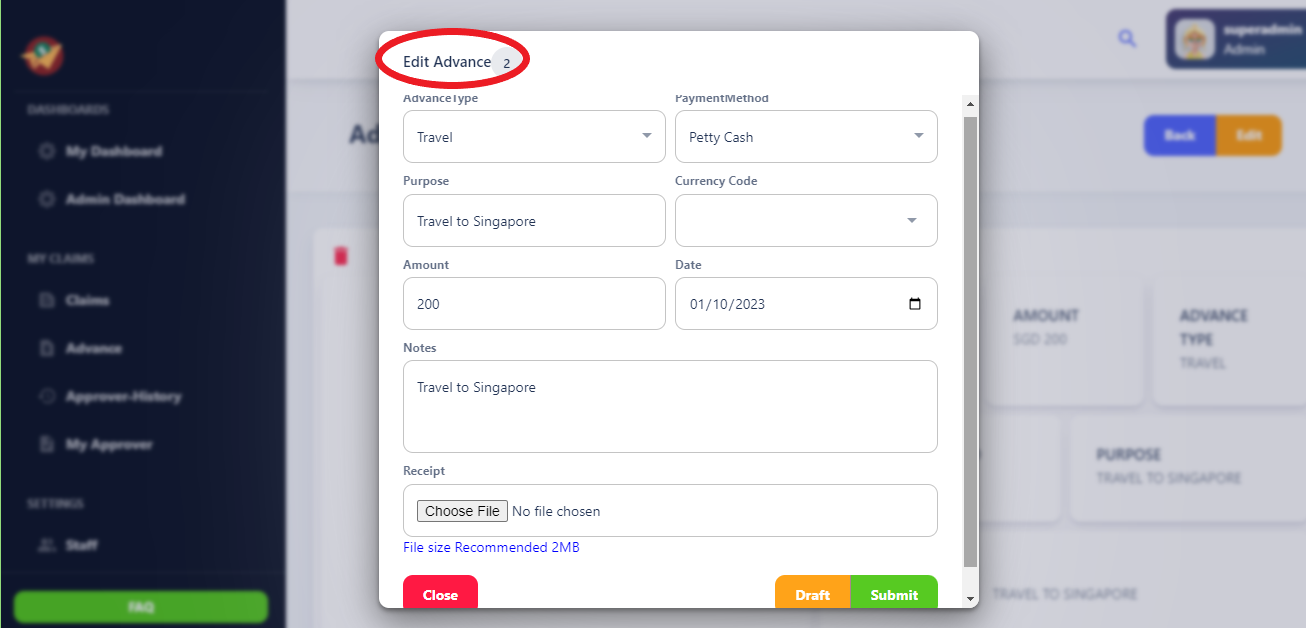 superadmin
Admin
DASHBOARDS
My Dashboard
Admin Dashboard
MY CLAIMS
Claims
Advance
Approver-History
My Approver
SETTINGS
Staff
FAQ
Ad
Back
Edit
Edit Advance 2
AdvanceType
PaymentMethod
Travel
Petty Cash
Purpose
Currency Code
Travel to Singapore
Amount
Date
200
01/10/2023
Notes
Travel to Singapore
Receipt
Choose File No file chosen
File size Recommended 2MB
Close
Draft
Submit
AMOUNT
SGD 200
ADVANCE
TYPE
TRAVEL
PURPOSE
TRAVEL TO SINGAPORE
TRAVEL TO SINGAPORE